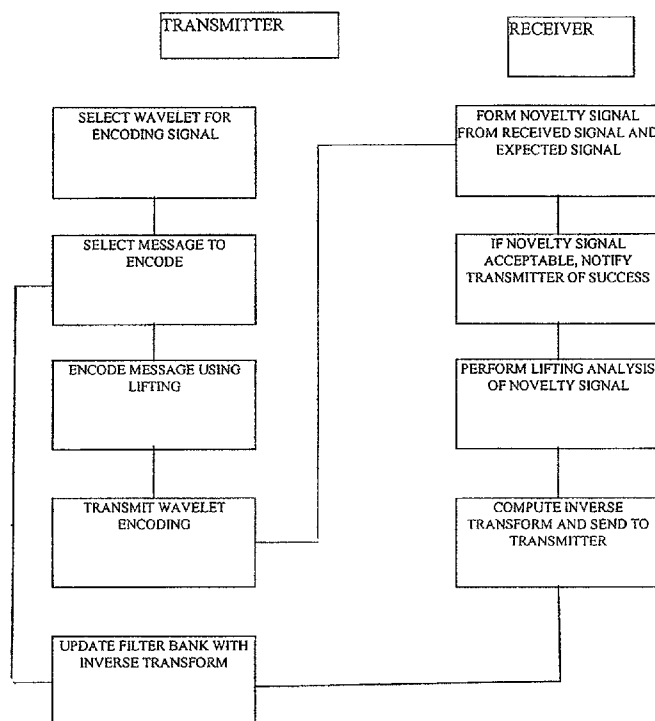 TRANSMITTER
RECEIVER
SELECT WAVELET FOR
ENCODING SIGNAL
SELECT MESSAGE TO
ENCODE
ENCODE MESSAGE USING
LIFTING
TRANSMIT WAVELET
ENCODING
UPDATE FILTER BANK WITH
INVERSE TRANSFORM
FORM NOVELTY SIGNAL
FROM RECEIVED SIGNAL AND
EXPECTED SIGNAL
IF NOVELTY SIGNAL
ACCEPTABLE, NOTIFY
TRANSMITTER OF SUCCESS
PERFORM LIFTING ANALYSIS
OF NOVELTY SIGNAL
COMPUTE INVERSE
TRANSFORM AND SEND TO
TRANSMITTER